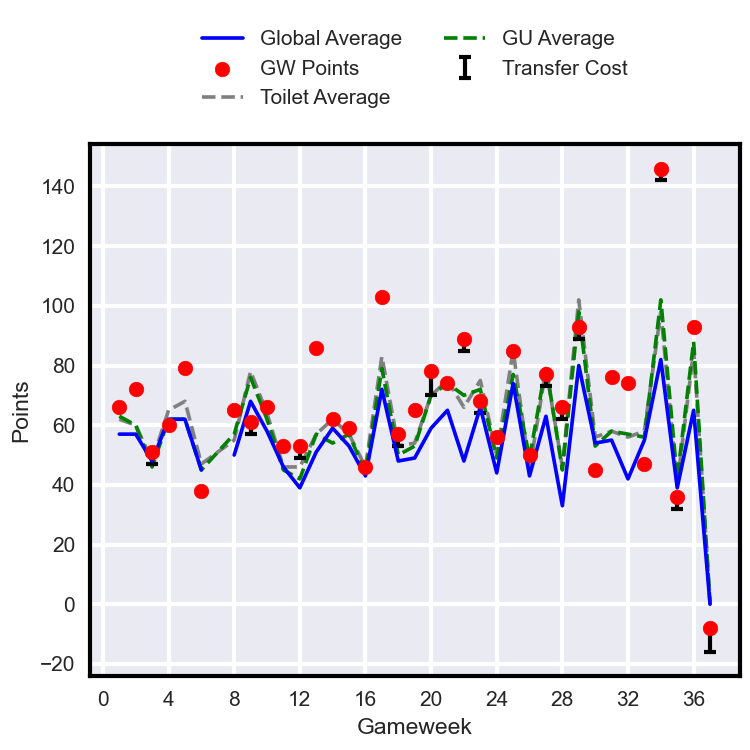 Global Average
GW Points
Toilet Average
GU Average
Transfer Cost
Points
140
120
100
80
60
40
20
0
−20
0 4 8 12 16 20 24 28 32 36
Gameweek